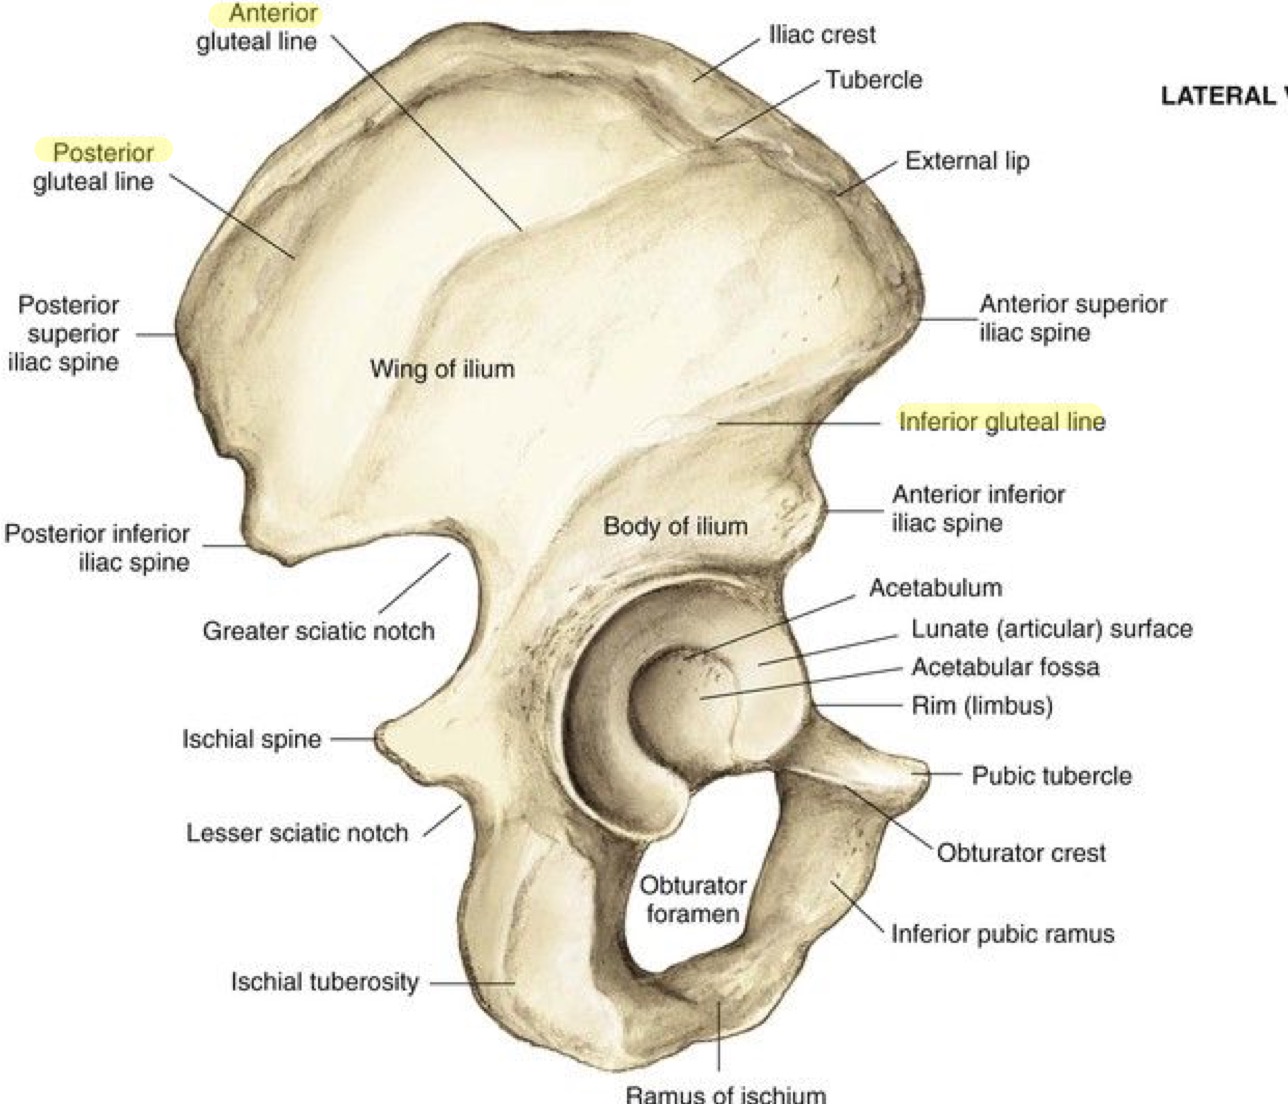 Anterior
gluteal line
Iliac crest
Tubercle
LATERAL
Posterior
gluteal line
External lip
Posterior
superior
iliac spine
Anterior superior
iliac spine
Wing of ilium
Inferior gluteal line
Anterior inferior
iliac spine
Body of ilium
Posterior inferior
iliac spine
Acetabulum
Greater sciatic notch
Lunate (articular) surface
Acetabular fossa
Rim (limbus)
Ischial spine
Pubic tubercle
Lesser sciatic notch
Obturator crest
Obturator
foramen
Inferior pubic ramus
Ischial tuberosity
Ramus of ischium